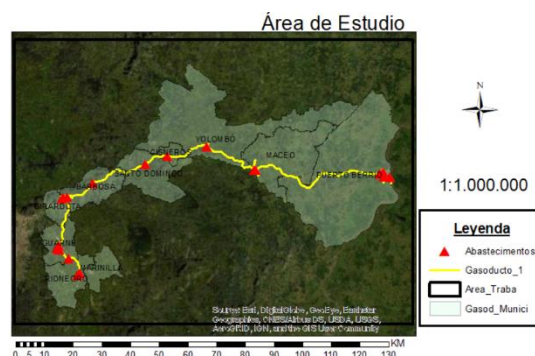 Área de Estudio
YOLOMBÓ
CISNEROS
MACEO
SANTO DOMINGO
PUERTO BERRIO
BARBOSA
GIRARDOTA
GUARNE
MARINILLA
RIONEGRO
Source: Esri, DigitalGlobe, GeoEye, Earthstar
Geographics, CNES/Airbus DS, USDA, USGS,
AeroGRID, IGN, and the GIS User Community
0 10 20 30 40 50 60 70 80 90 100 110 120 130 KM
N
1:1.000.000
Leyenda
Abastecimentos
Gasoducto_1
Area_Traba
Gasod_Munici